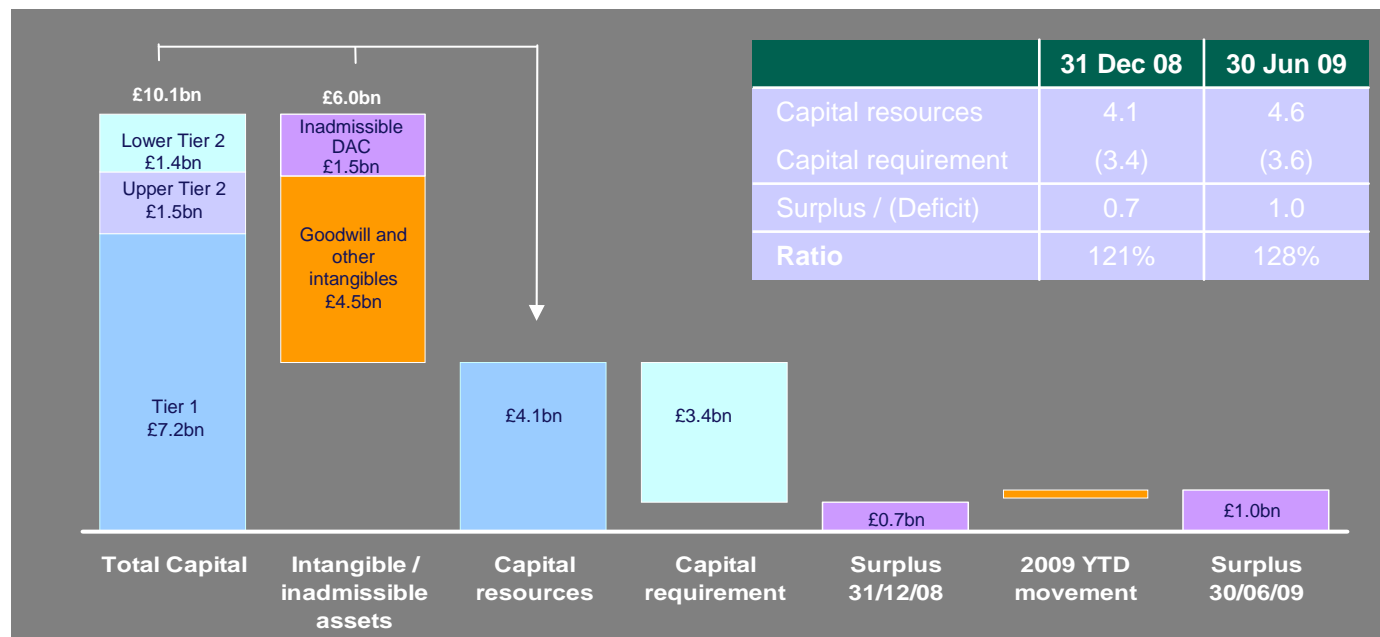 £10.1bn
£6.0bn
Lower Tier 2
£1.4bn
Upper Tier 2
£1.5bn
Tier 1
£7.2bn
Inadmissible
DAC
£1.5bn
Goodwill and
other
intangibles
£4.5bn
£4.1bn
£3.4bn
£0.7bn
£1.0bn
31 Dec 08 30 Jun 09
Capital resources 4.1 4.6
Capital requirement (3.4) (3.6)
Surplus / (Deficit) 0.7 1.0
Ratio 121% 128%
Total Capital
Intangible /
inadmissible
assets
Capital
resources
Capital
requirement
Surplus
31/12/08
2009 YTD
movement
Surplus
30/06/09